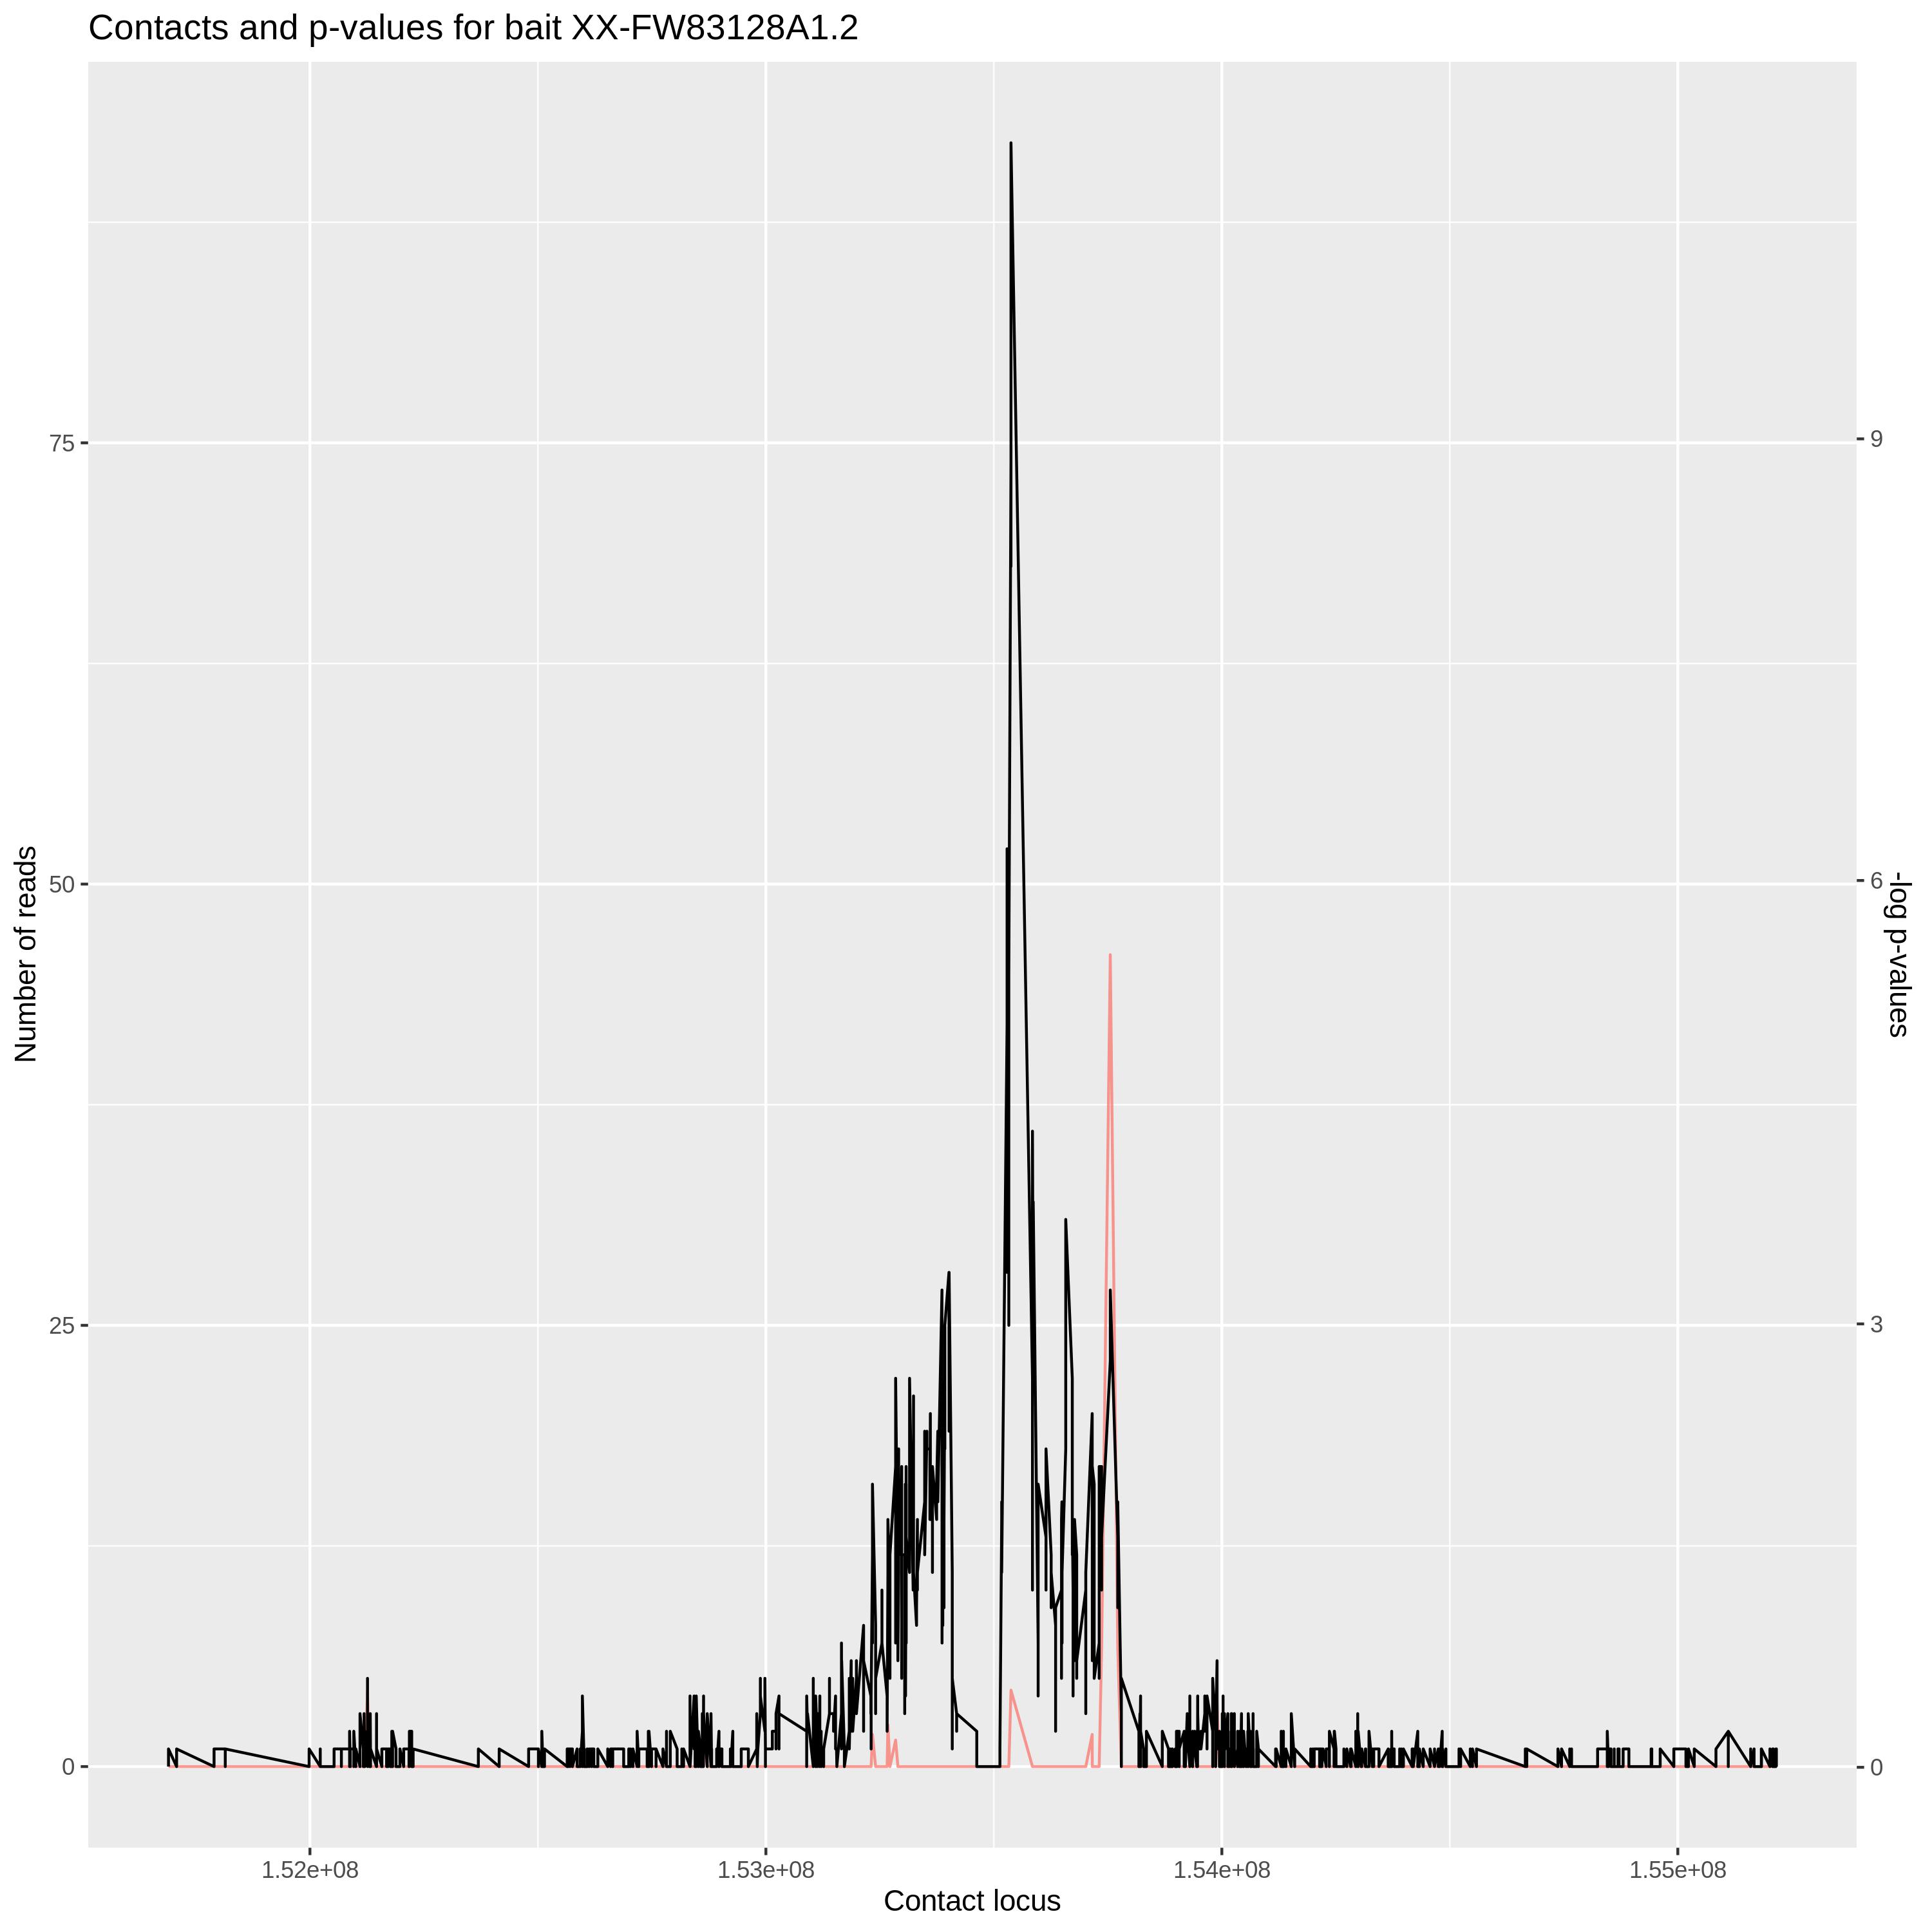 Contacts and p-values for bait XX-FW83128A1.2
75
50
25
0
Number of reads
9
6
3
0
-log p-values
1.52e+08
1.53e+08
1.54e+08
1.55e+08
Contact locus